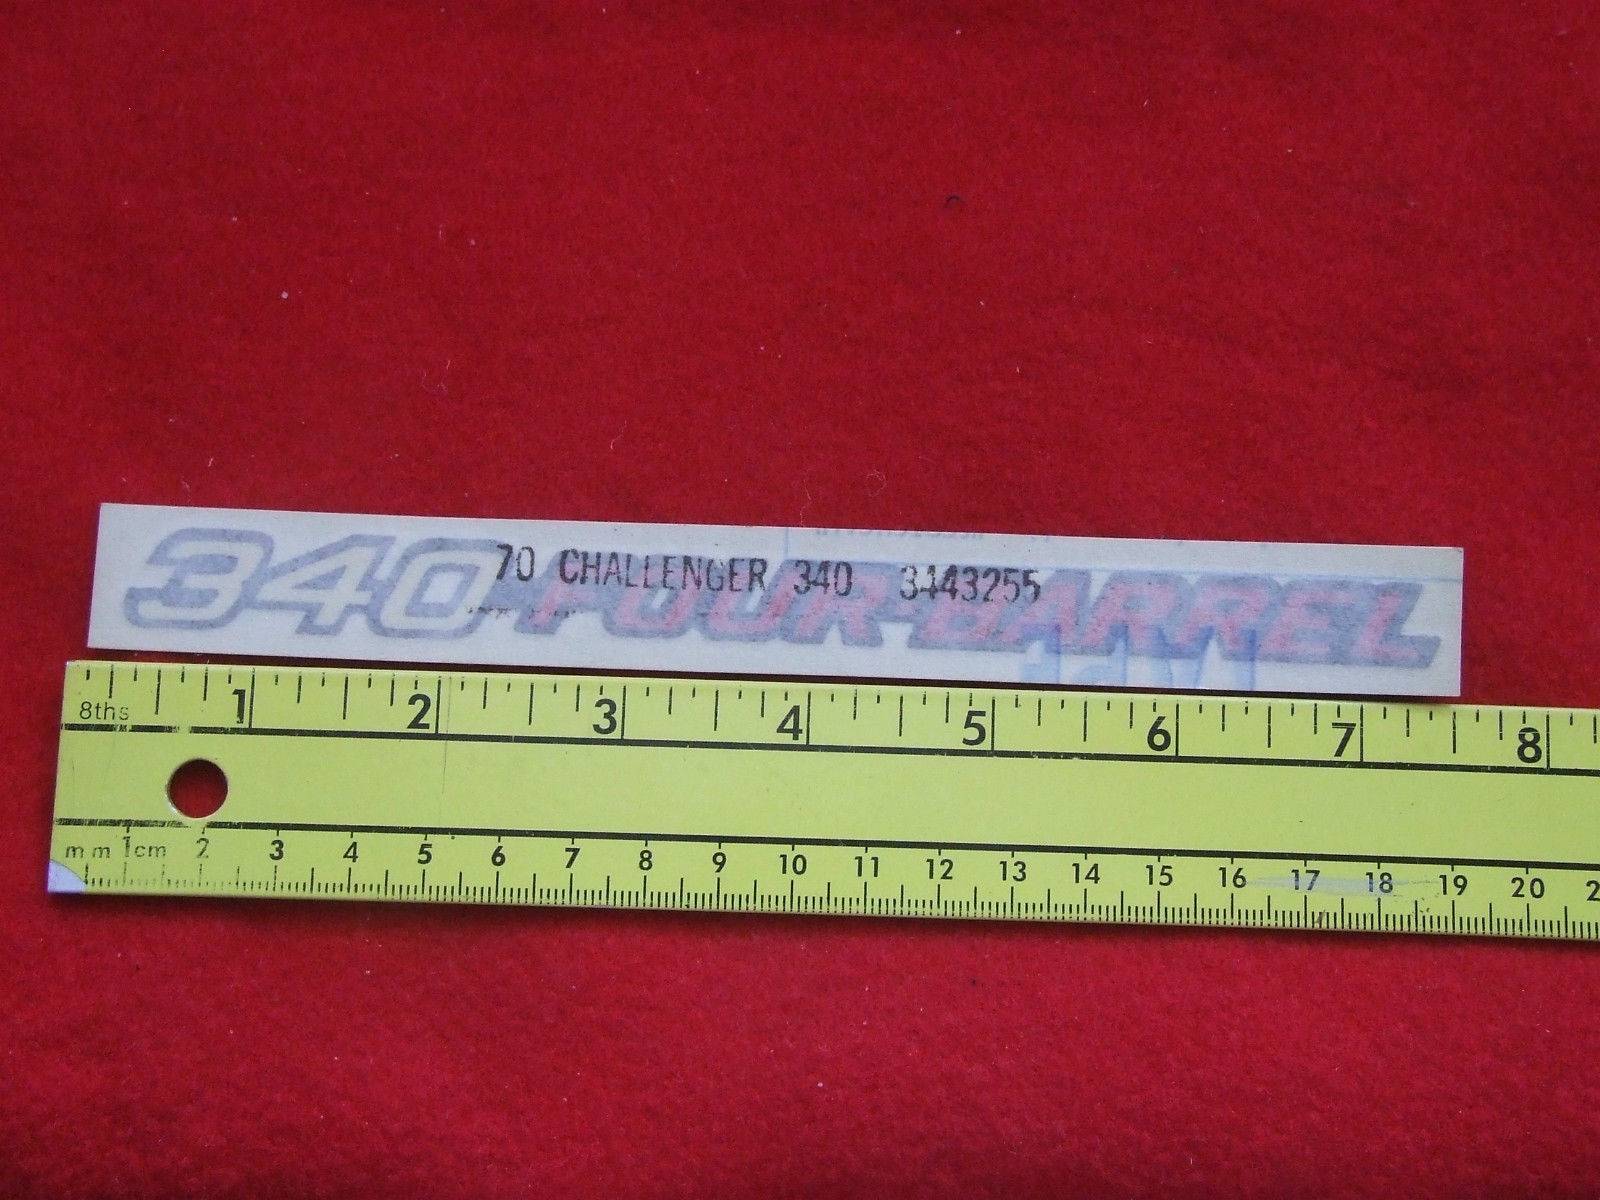 340 FOUR-BARREL
70 CHALLENGER 340 3443255
8ths 1 2 3 4 5 6 7 8
mm 1cm 2 3 4 5 6 7 8 9 10 11 12 13 14 15 16 17 18 19 20